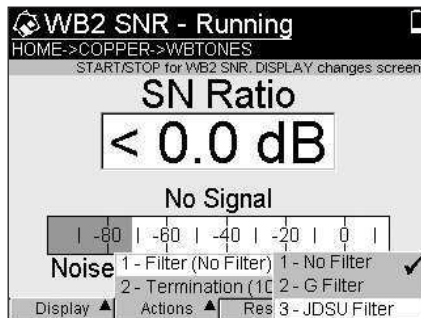 WB2 SNR - Running
HOME->COPPER->WBTONES
START/STOP for WB2 SNR. DISPLAY changes screen
SN Ratio
< 0.0 dB
No Signal
-80 -60 -40 -20 0
Noise
1 - Filter (No Filter)
2 - Termination (10
1 - No Filter ✓
2 - G Filter
3 - JDSU Filter
Display ▲ Actions ▲ Res